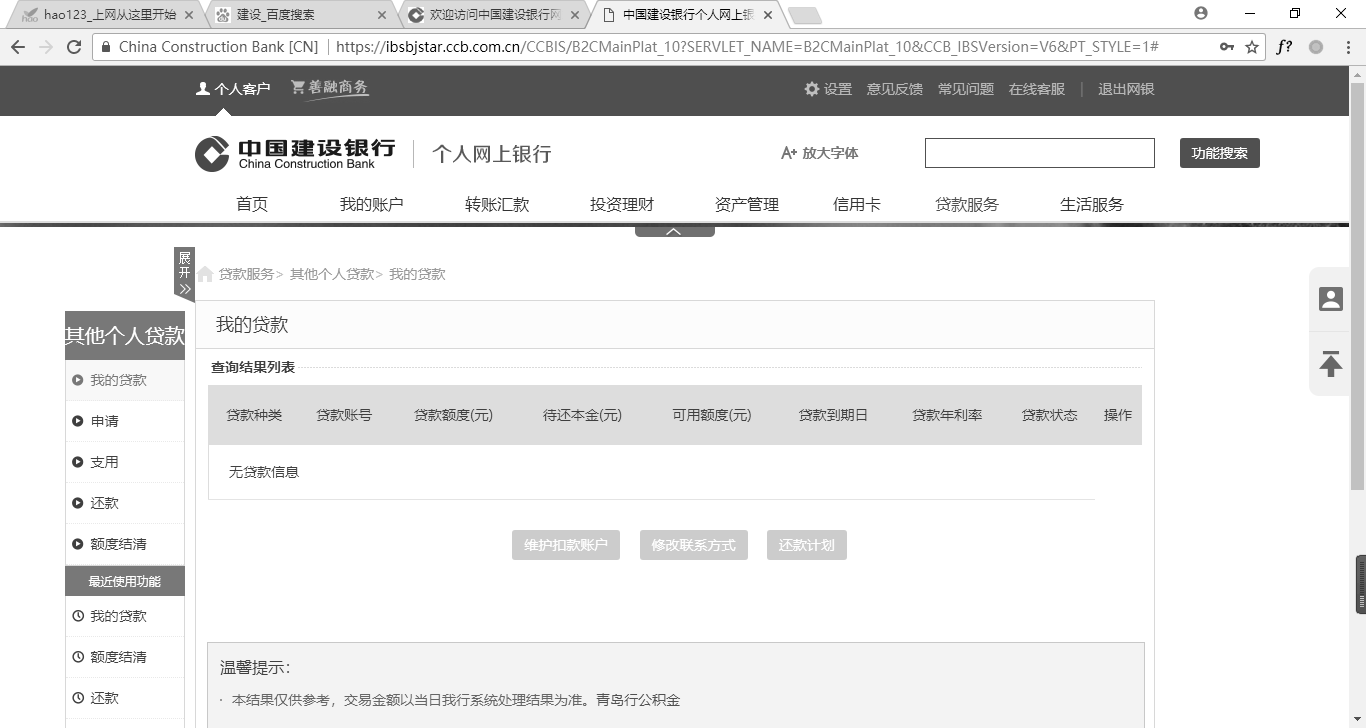 hao123_上网从这里开始
建设_百度搜索
欢迎访问中国建设银行网
中国建设银行个人网上银
China Construction Bank [CN] | https://ibsbjstar.ccb.com.cn/CCBIS/B2CMainPlat_10?SERVLET_NAME=B2CMainPlat_10&CCB_IBSVersion=V6&PT_STYLE=1#
f?
个人客户 善融商务 设置 意见反馈 常见问题 在线客服 | 退出网银
中国建设银行
China Construction Bank
个人网上银行
A+ 放大字体
功能搜索
首页 我的账户 转账汇款 投资理财 资产管理 信用卡 贷款服务 生活服务
展开
贷款服务> 其他个人贷款> 我的贷款
其他个人贷款
我的贷款
申请
支用
还款
额度结清
最近使用功能
我的贷款
额度结清
还款
我的贷款
查询结果列表
贷款种类 贷款账号 贷款额度(元) 待还本金(元) 可用额度(元) 贷款到期日 贷款年利率 贷款状态 操作
无贷款信息
维护扣款账户 修改联系方式 还款计划
温馨提示：
· 本结果仅供参考，交易金额以当日我行系统处理结果为准。青岛行公积金